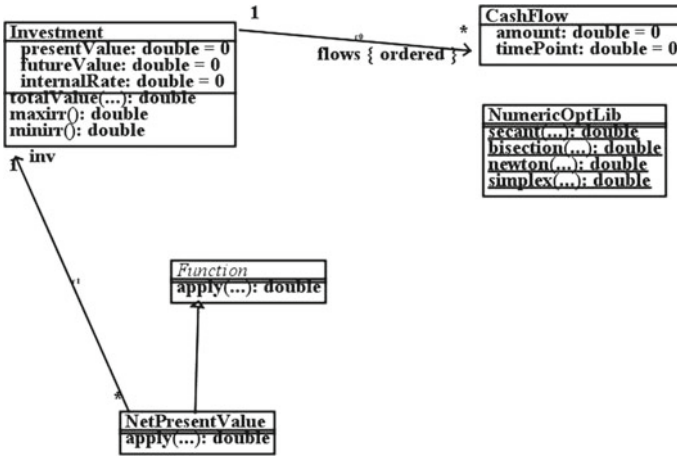 Investment
presentValue: double = 0
futureValue: double = 0
internalRate: double = 0
totalValue(...): double
maxirr(): double
minirr(): double
1
r0
*
flows { ordered }
CashFlow
amount: double = 0
timePoint: double = 0
NumericOptLib
secant(...): double
bisection(...): double
newton(...): double
simplex(...): double
1
inv
r1
Function
apply(...): double
*
NetPresentValue
apply(...): double